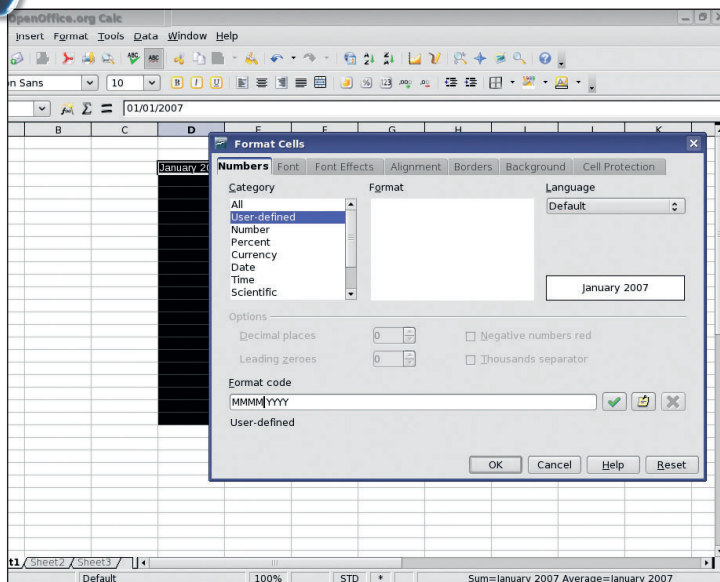 OpenOffice.org Calc
Insert Format Tools Data Window Help
Sans 10
01/01/2007
B C D E F G H I J K
January 20
Format Cells
Numbers Font Font Effects Alignment Borders Background Cell Protection
Category Format Language
All Default
User-defined
Number
Percent
Currency
Date
Time
Scientific January 2007
Options
Decimal places 0 Negative numbers red
Leading zeroes 0 Thousands separator
Format code
MMMM YYYY
User-defined
OK Cancel Help Reset
Sheet2 Sheet3
Default 100% STD * Sum=January 2007 Average=January 2007